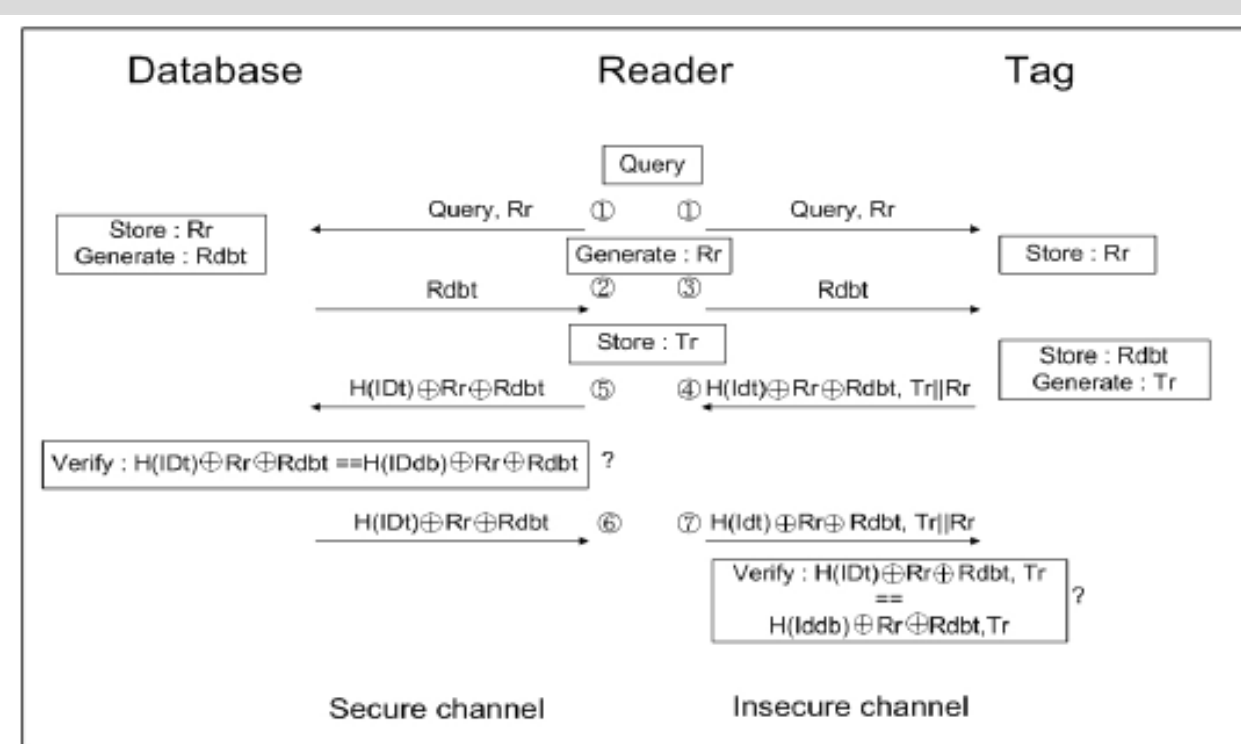 Database Reader Tag
Query
Query, Rr ① ① Query, Rr
Store : Rr
Generate : Rdbt
Generate : Rr
Store : Rr
Rdbt ② ③ Rdbt
Store : Tr
Store : Rdbt
Generate : Tr
H(IDt)⊕Rr⊕Rdbt ⑤ ④ H(Idt)⊕Rr⊕Rdbt, Tr||Rr
Verify : H(IDt)⊕Rr⊕Rdbt ==H(IDdb)⊕Rr⊕Rdbt ?
H(IDt)⊕Rr⊕Rdbt ⑥ ⑦ H(Idt)⊕Rr⊕ Rdbt, Tr||Rr
Verify : H(IDt)⊕Rr⊕Rdbt, Tr
==
H(Iddb)⊕Rr⊕Rdbt,Tr
?
Secure channel Insecure channel